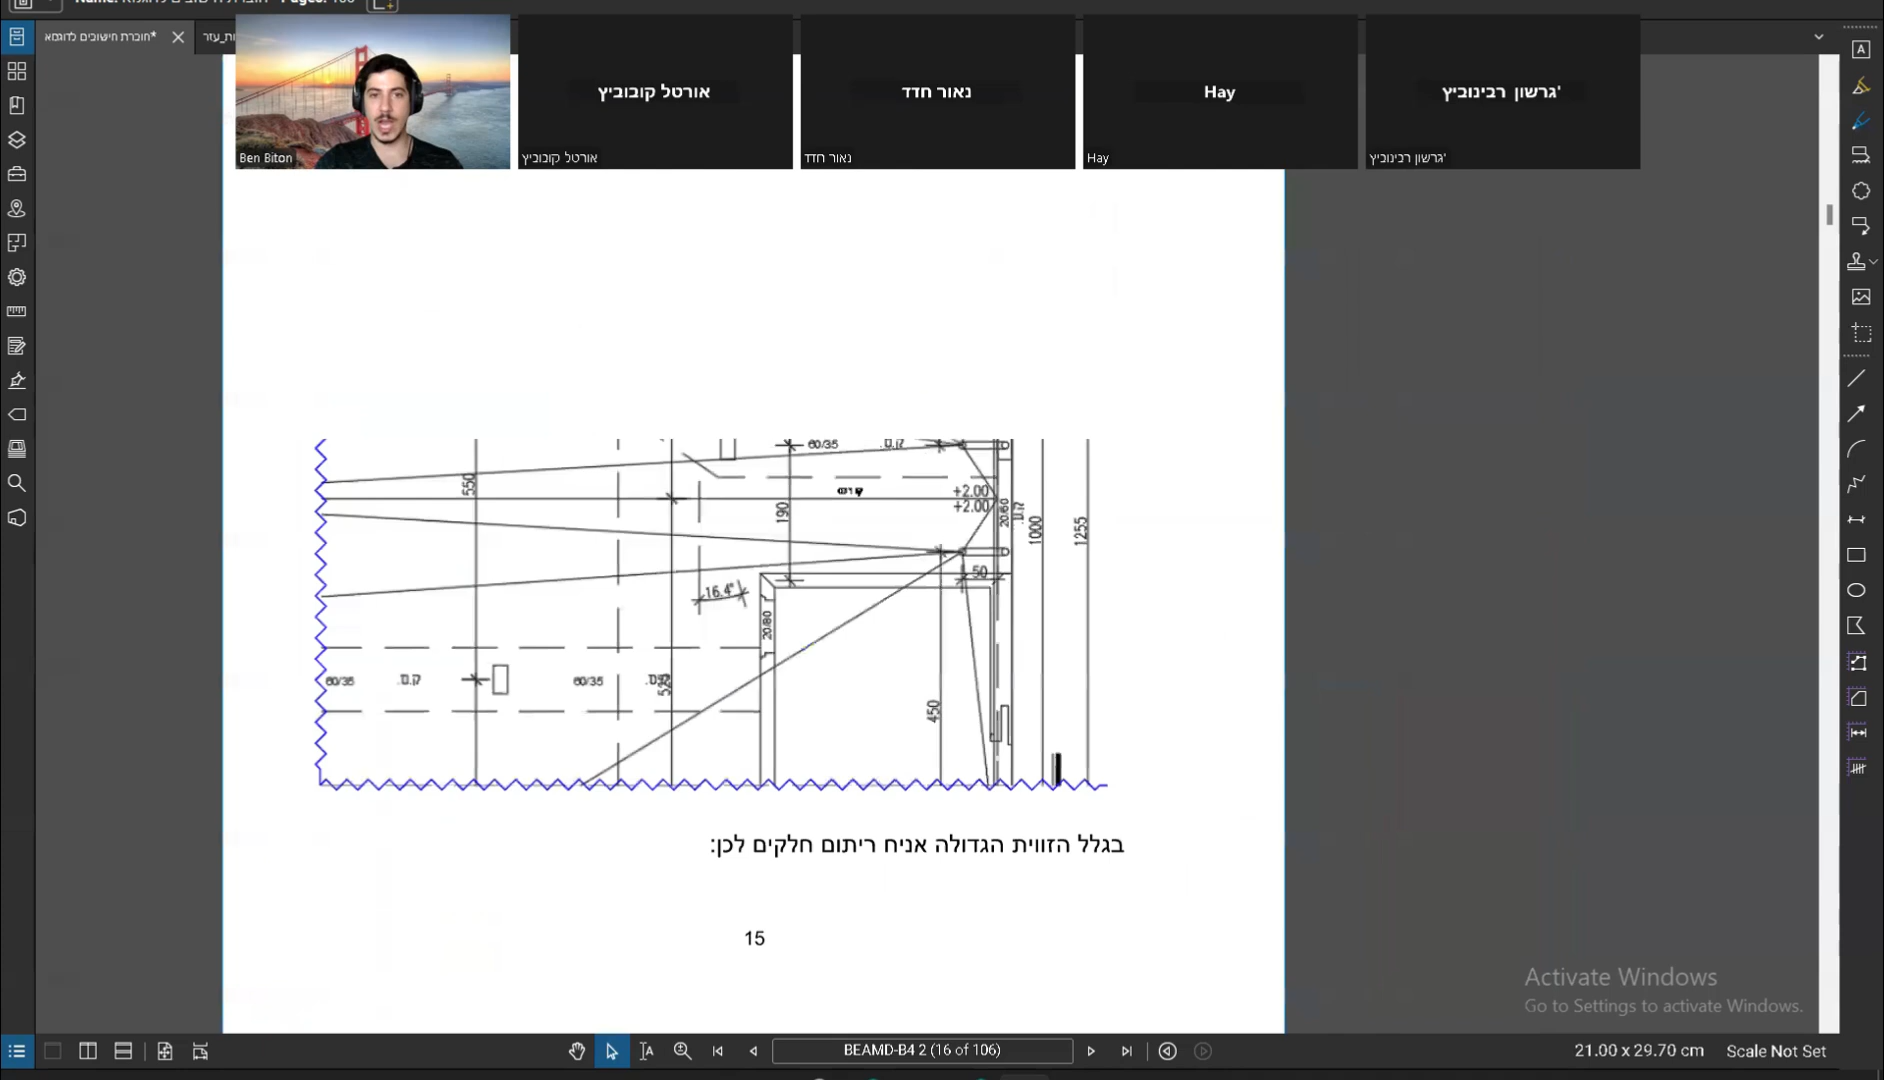 חוברת חישובים לדוגמא*
אורטל קובוביץ
נאור חדד
Hay
גרשון רבינוביץ'
Ben Biton
אורטל קובוביץ
נאור חדד
Hay
גרשון רבינוביץ'
60/35
ק.ס.
550
+2.00
+2.00
190
20/60
ק.ס.
1000
1255
50
16.4°
20/80
60/35
ק.ס.
60/35
450
בגלל הזווית הגדולה אניח ריתום חלקים לכן:
15
Activate Windows
Go to Settings to activate Windows.
BEAMD-B4 2 (16 of 106)
21.00 x 29.70 cm
Scale Not Set